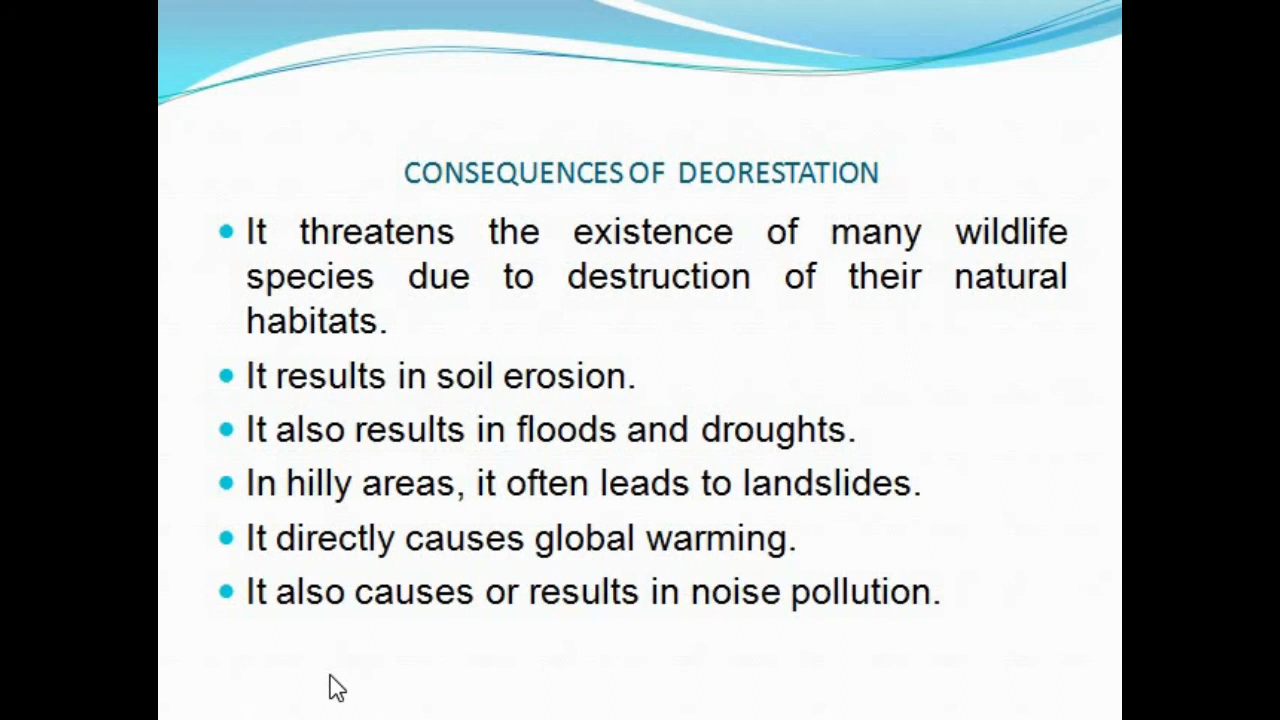 CONSEQUENCES OF DEORESTATION
It threatens the existence of many wildlife
species due to destruction of their natural
habitats.
It results in soil erosion.
It also results in floods and droughts.
In hilly areas, it often leads to landslides.
It directly causes global warming.
It also causes or results in noise pollution.